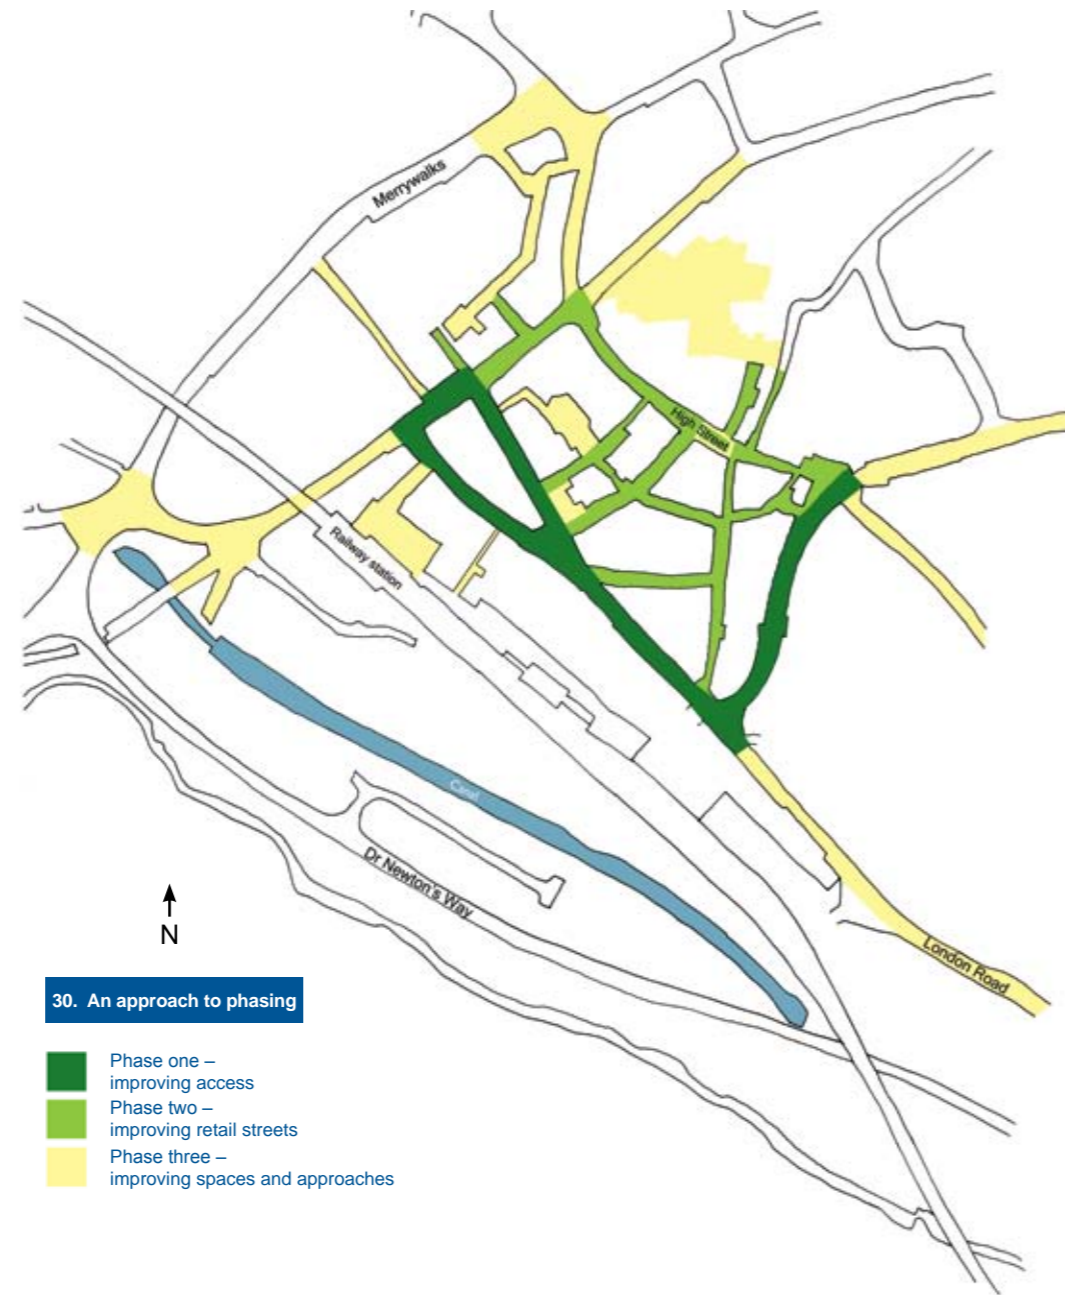 Merrywalks
High Street
Railway station
Canal
Dr Newton's Way
London Road
N
30. An approach to phasing
Phase one –
improving access
Phase two –
improving retail streets
Phase three –
improving spaces and approaches